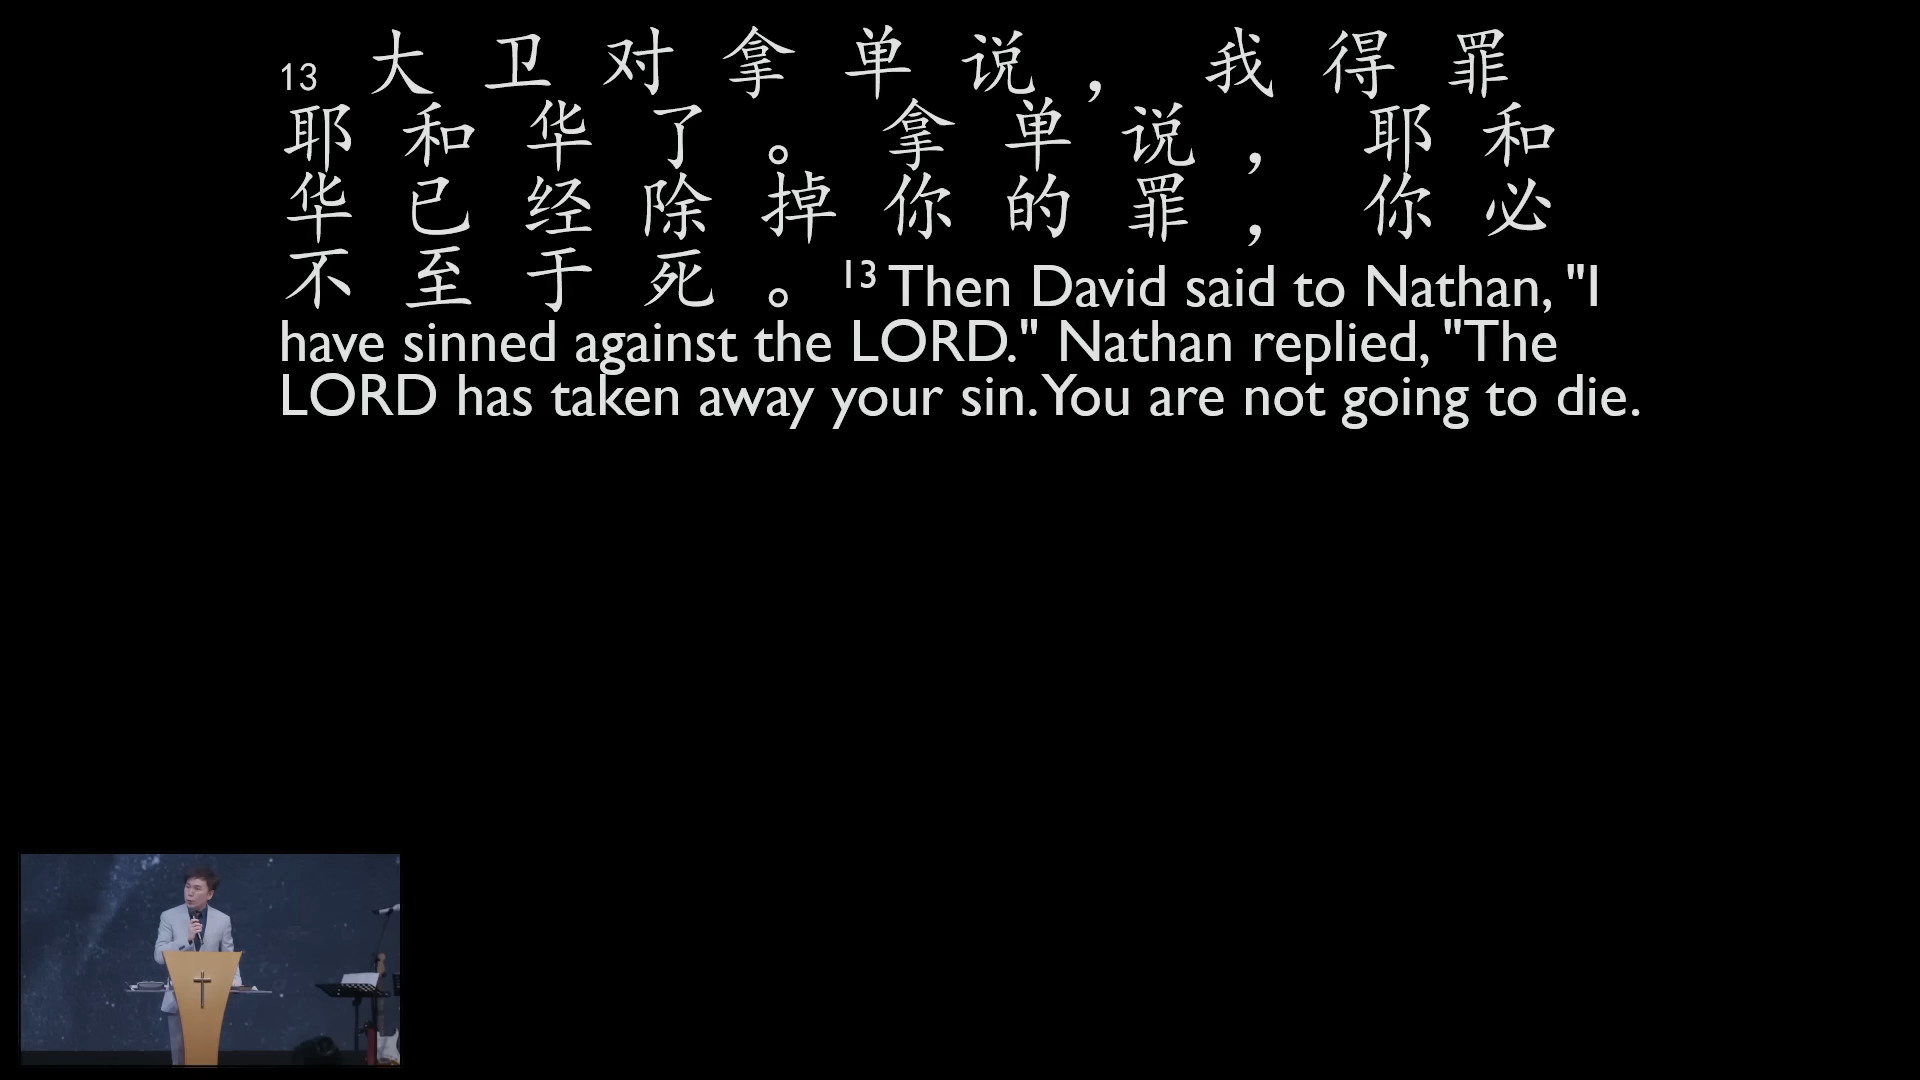 13 大卫对拿单说，我得罪
耶和华了。拿单说，耶和
华已经除掉你的罪，你必
不至于死。13 Then David said to Nathan, "I
have sinned against the LORD." Nathan replied, "The
LORD has taken away your sin. You are not going to die.